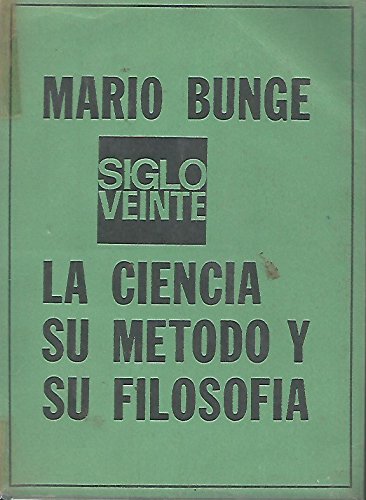 MARIO BUNGE
SIGLO
VEINTE
LA CIENCIA
SU METODO Y
SU FILOSOFIA